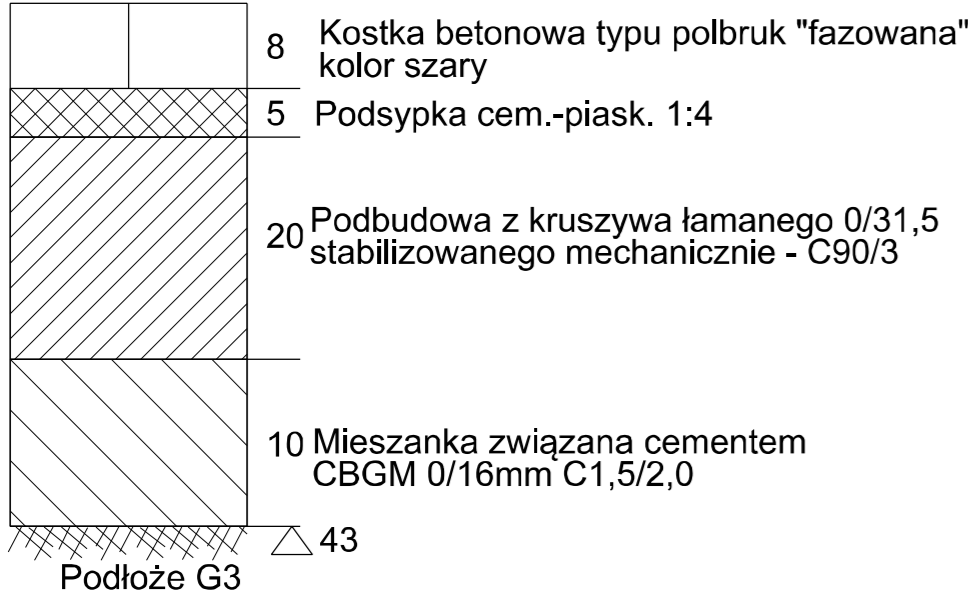 8 Kostka betonowa typu polbruk "fazowana"
kolor szary
5 Podsypka cem.-piask. 1:4
20 Podbudowa z kruszywa łamanego 0/31,5
stabilizowanego mechanicznie - C90/3
10 Mieszanka związana cementem
CBGM 0/16mm C1,5/2,0
43
Podłoże G3